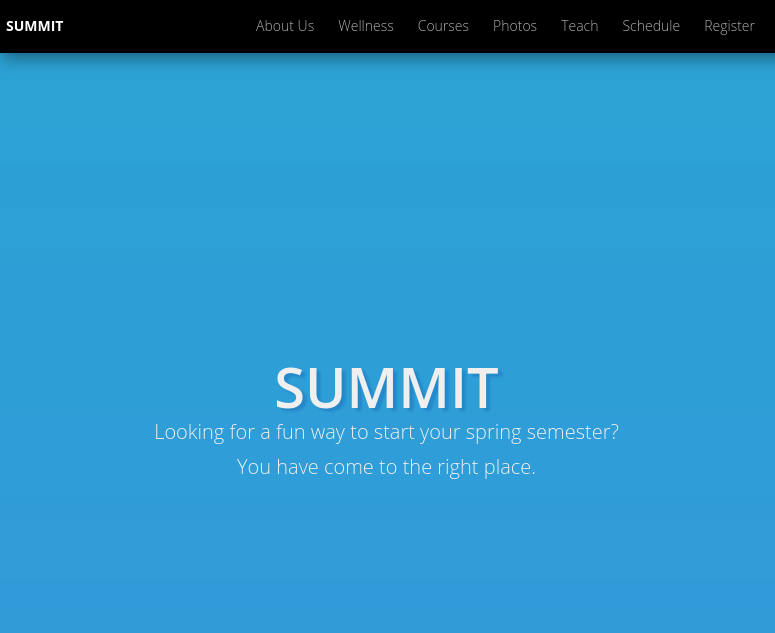 SUMMIT About Us Wellness Courses Photos Teach Schedule Register
SUMMIT
Looking for a fun way to start your spring semester?
You have come to the right place.